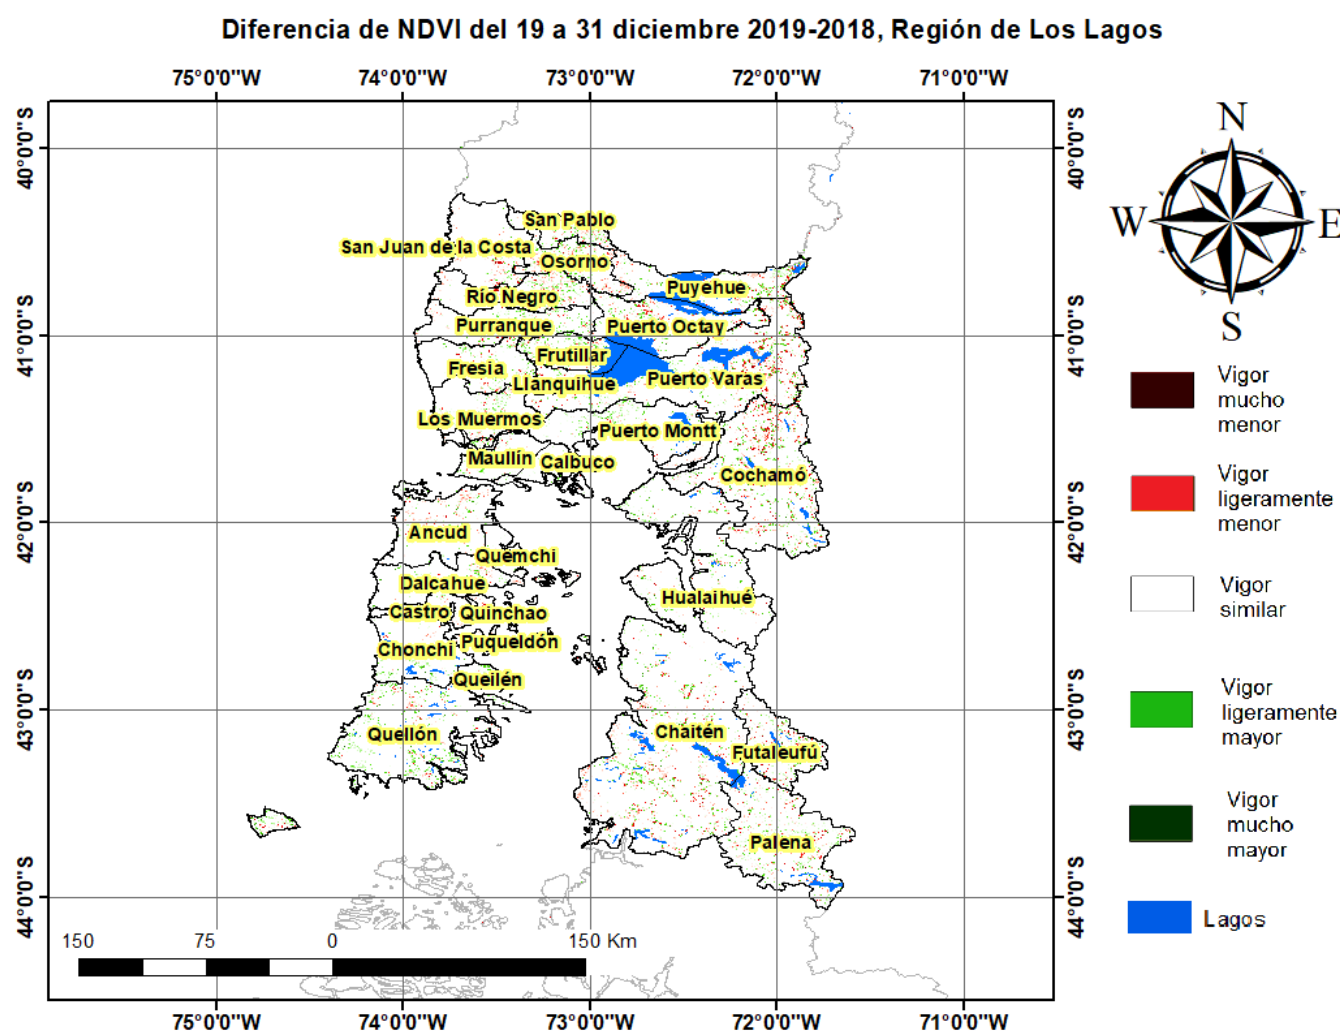 Diferencia de NDVI del 19 a 31 diciembre 2019-2018, Región de Los Lagos
75°0'0"W
74°0'0"W
73°0'0"W
72°0'0"W
71°0'0"W
40°0'0"S
41°0'0"S
42°0'0"S
43°0'0"S
44°0'0"S
40°0'0"S
41°0'0"S
42°0'0"S
43°0'0"S
44°0'0"S
San Pablo
San Juan de la Costa
Osorno
Puyehue
Río Negro
Purranque
Puerto Octay
Frutillar
Fresia
Llanquihue
Puerto Varas
Los Muermos
Puerto Montt
Maullín
Calbuco
Cochamó
Ancud
Quemchi
Dalcahue
Hualaihué
Castro
Quinchao
Chonchi
Puqueldón
Queilén
Quellón
Chaitén
Futaleufú
Palena
150
75
0
150 Km
75°0'0"W
74°0'0"W
73°0'0"W
72°0'0"W
71°0'0"W
N
W
E
S
Vigor
mucho
menor
Vigor
ligeramente
menor
Vigor
similar
Vigor
ligeramente
mayor
Vigor
mucho
mayor
Lagos